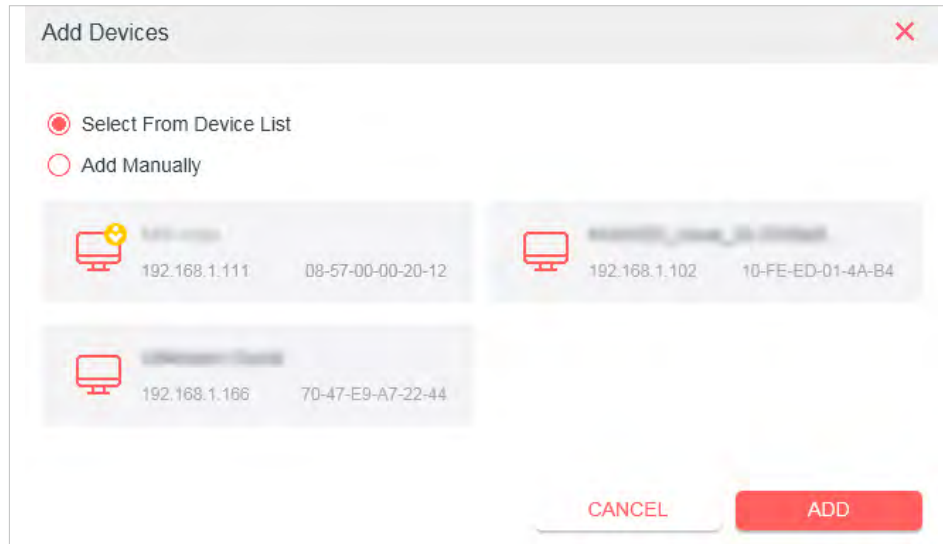 Add Devices
Select From Device List
Add Manually
192.168.1.111 08-57-00-00-20-12
192.168.1.102 10-FE-ED-01-4A-B4
192.168.1.166 70-47-E9-A7-22-44
CANCEL ADD